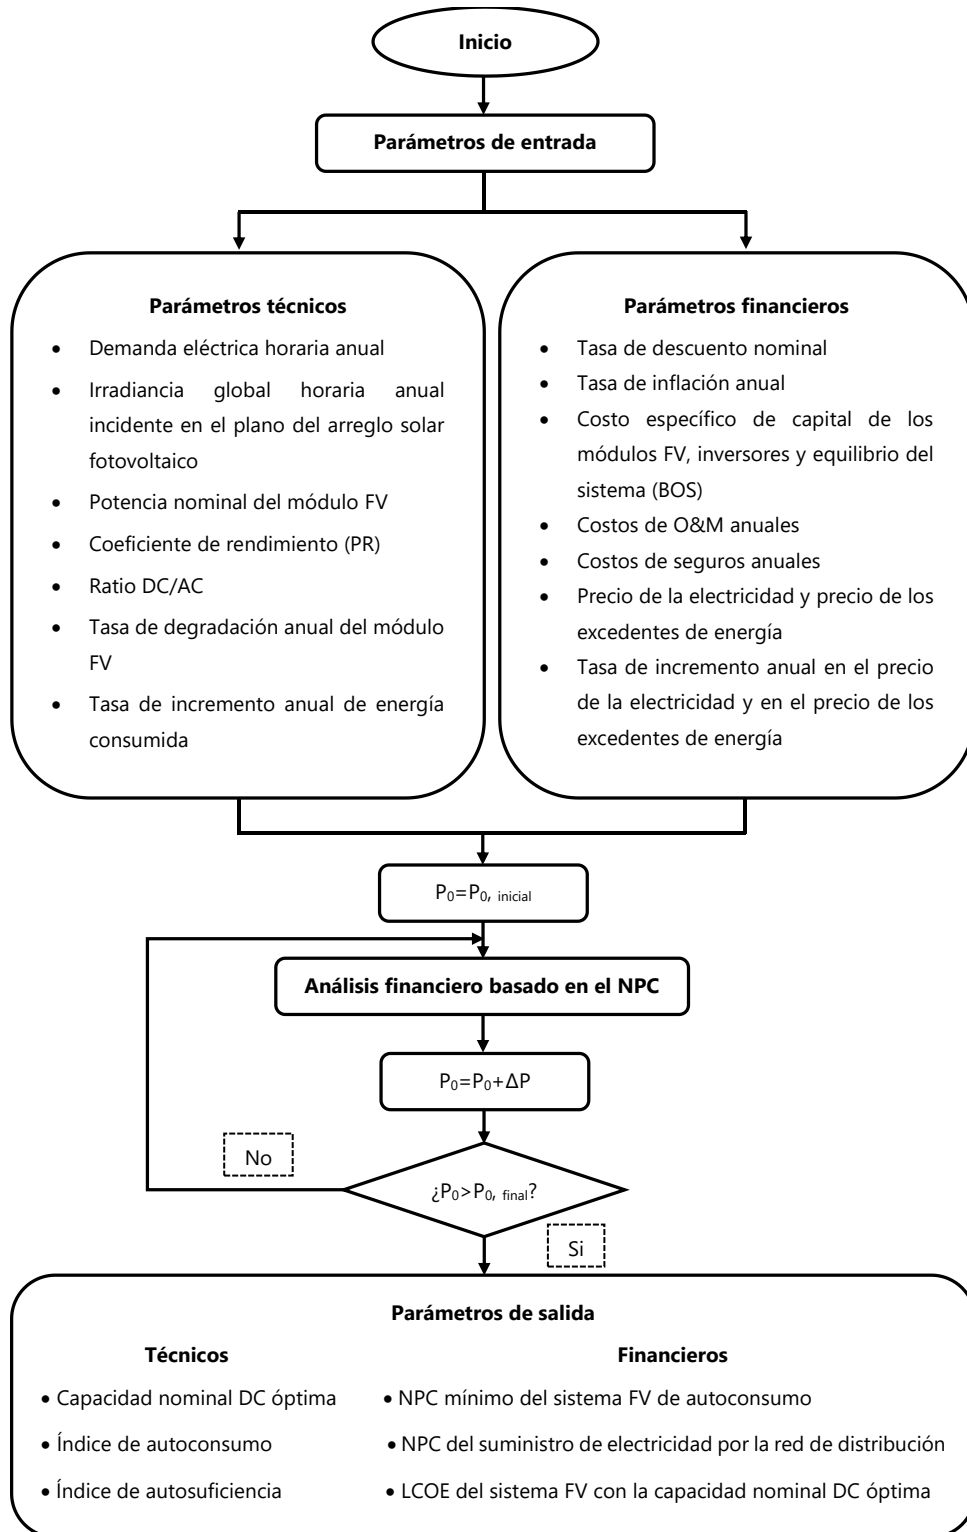 Inicio
Parámetros de entrada
Parámetros técnicos
• Demanda eléctrica horaria anual
• Irradiancia global horaria anual
incidente en el plano del arreglo solar
fotovoltaico
• Potencia nominal del módulo FV
• Coeficiente de rendimiento (PR)
• Ratio DC/AC
• Tasa de degradación anual del módulo
FV
• Tasa de incremento anual de energía
consumida
Parámetros financieros
• Tasa de descuento nominal
• Tasa de inflación anual
• Costo específico de capital de los
módulos FV, inversores y equilibrio del
sistema (BOS)
• Costos de O&M anuales
• Costos de seguros anuales
• Precio de la electricidad y precio de los
excedentes de energía
• Tasa de incremento anual en el precio
de la electricidad y en el precio de los
excedentes de energía
P₀=P₀, inicial
Análisis financiero basado en el NPC
P₀=P₀+ΔP
No
¿P₀>P₀, final?
Si
Parámetros de salida
Técnicos
• Capacidad nominal DC óptima
• Índice de autoconsumo
• Índice de autosuficiencia
Financieros
• NPC mínimo del sistema FV de autoconsumo
• NPC del suministro de electricidad por la red de distribución
• LCOE del sistema FV con la capacidad nominal DC óptima